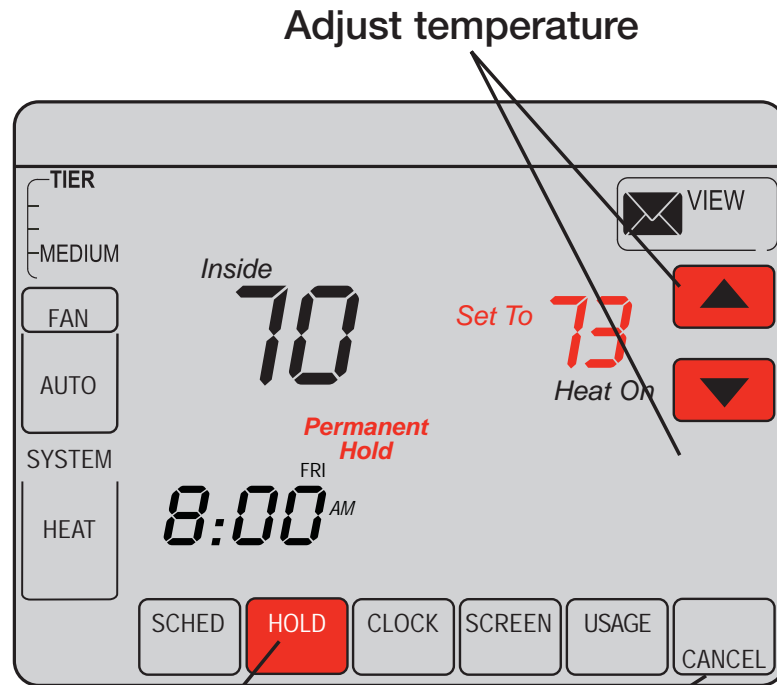 Adjust temperature
TIER
VIEW
MEDIUM
Inside
70
Set To
73
FAN
AUTO
Heat On
Permanent
Hold
SYSTEM
FRI
8:00 AM
HEAT
SCHED
HOLD
CLOCK
SCREEN
USAGE
CANCEL